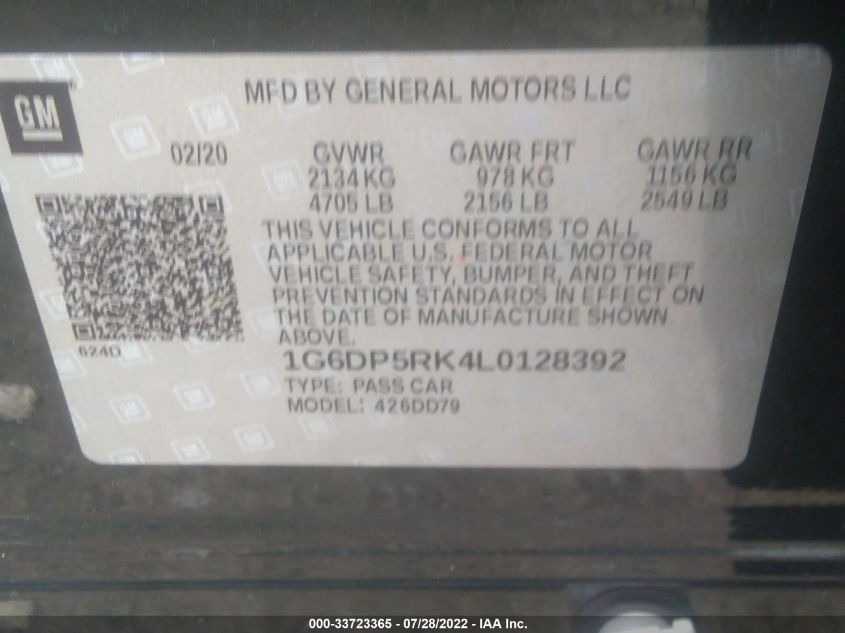 MFD BY GENERAL MOTORS LLC
GM
02/20 GVWR GAWR FRT GAWR RR
2134 KG 978 KG 1156 KG
4705 LB 2156 LB 2549 LB
THIS VEHICLE CONFORMS TO ALL
APPLICABLE U.S. FEDERAL MOTOR
VEHICLE SAFETY, BUMPER, AND THEFT
PREVENTION STANDARDS IN EFFECT ON
THE DATE OF MANUFACTURE SHOWN
ABOVE.
624D
1G6DP5RK4L0128392
TYPE: PASS CAR
MODEL: 426DD79
000-33723365 - 07/28/2022 - IAA Inc.